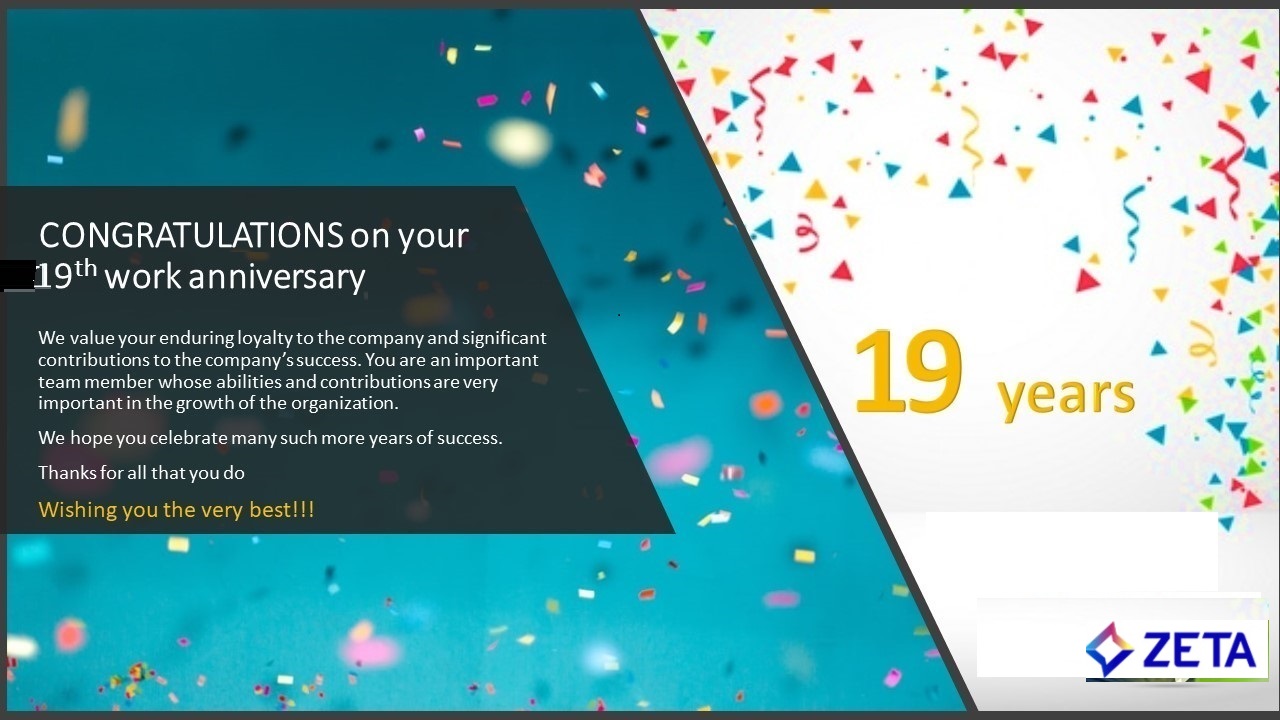 CONGRATULATIONS on your
19th work anniversary
We value your enduring loyalty to the company and significant
contributions to the company’s success. You are an important
team member whose abilities and contributions are very
important in the growth of the organization.
We hope you celebrate many such more years of success.
Thanks for all that you do
Wishing you the very best!!!
19 years
ZETA